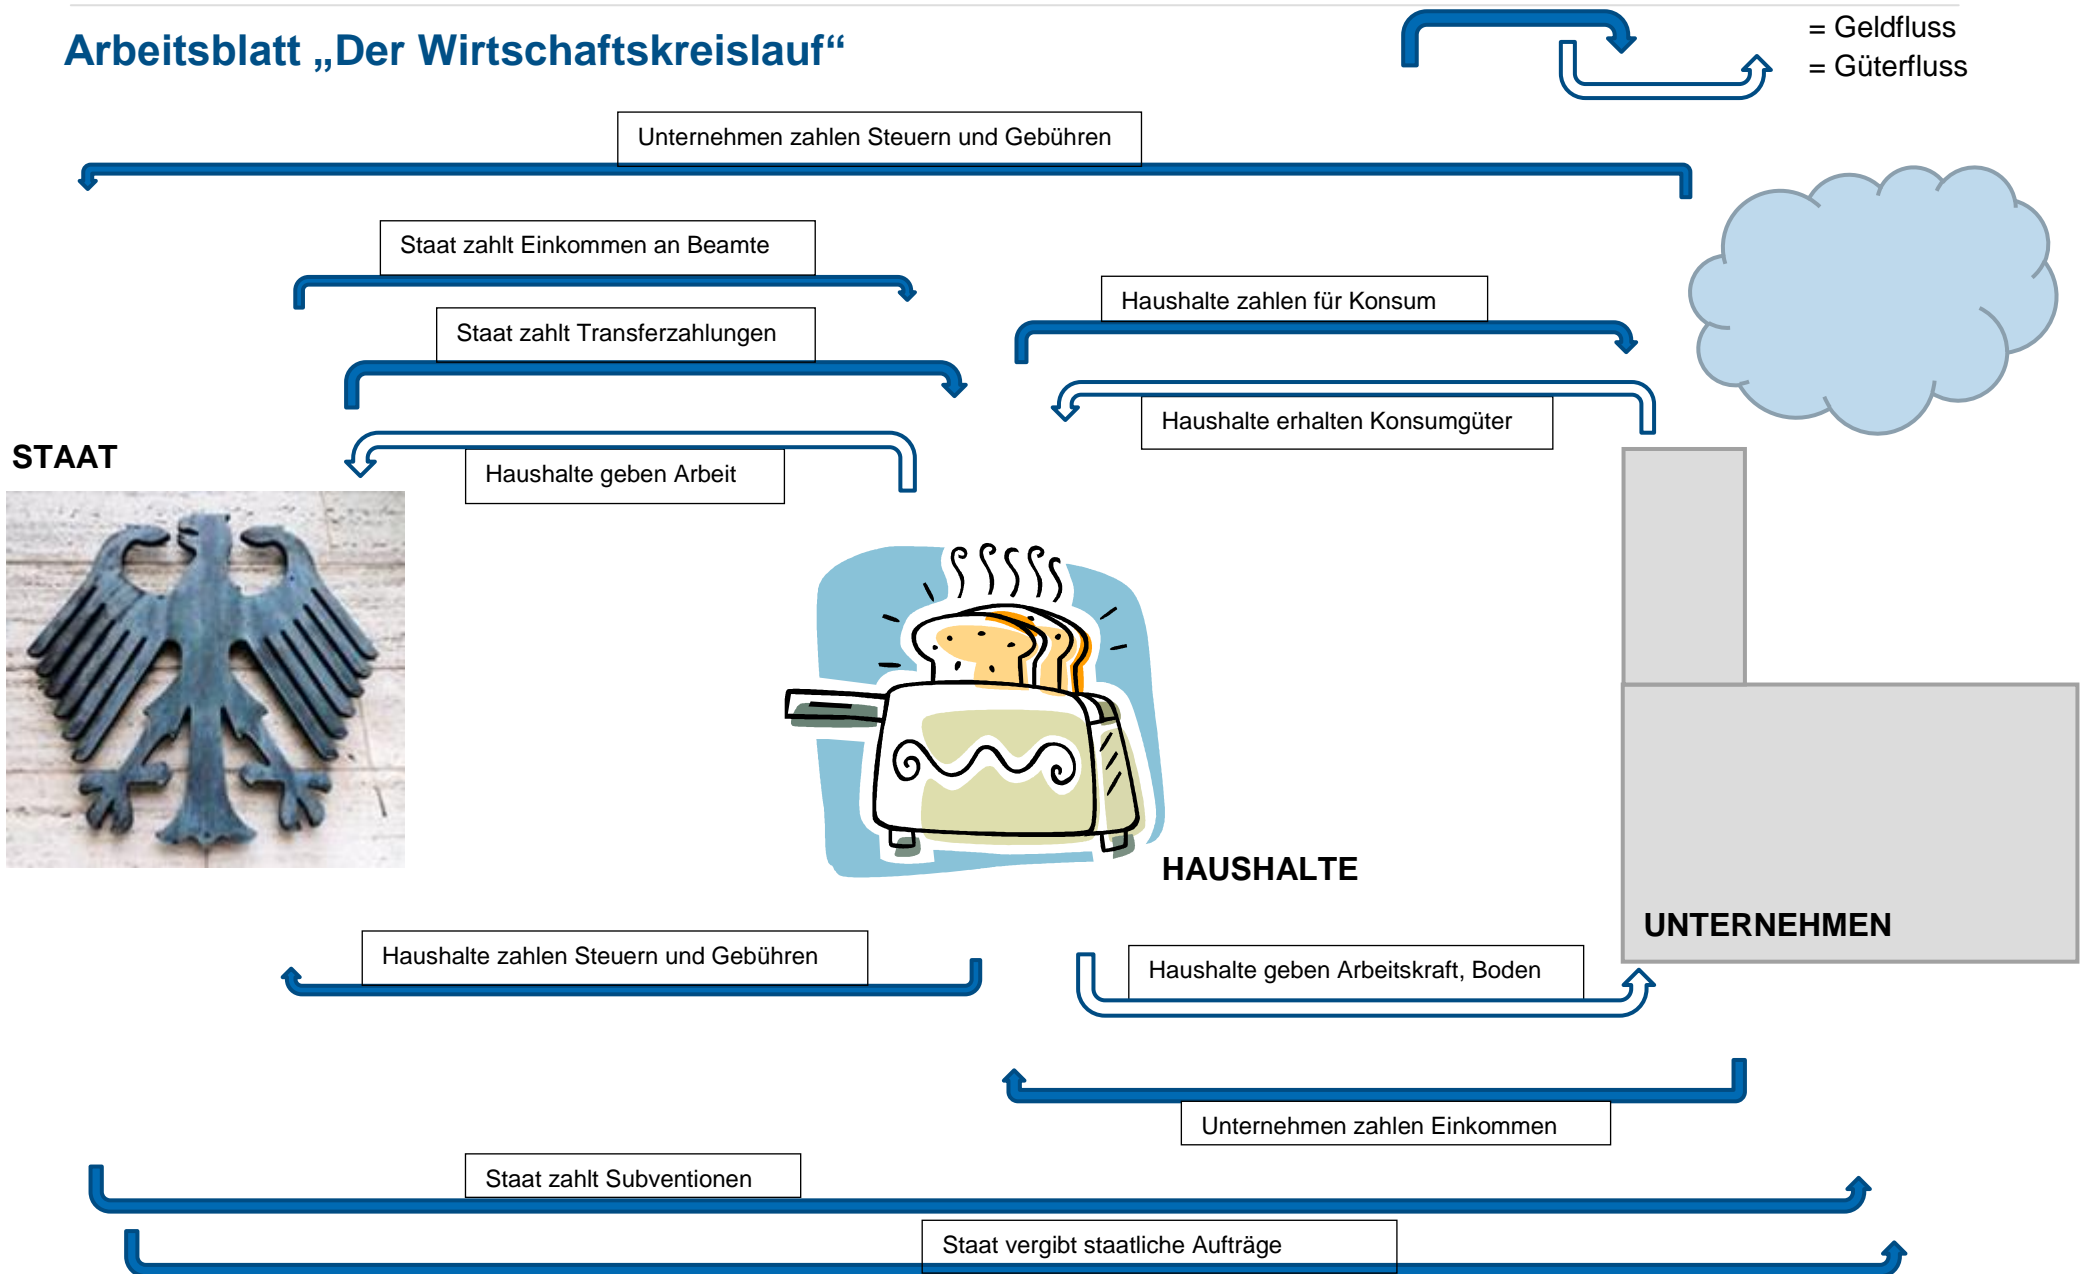 Arbeitsblatt „Der Wirtschaftskreislauf“
= Geldfluss
= Güterfluss
Unternehmen zahlen Steuern und Gebühren
Staat zahlt Einkommen an Beamte
Haushalte zahlen für Konsum
Staat zahlt Transferzahlungen
Haushalte erhalten Konsumgüter
STAAT
Haushalte geben Arbeit
HAUSHALTE
UNTERNEHMEN
Haushalte zahlen Steuern und Gebühren
Haushalte geben Arbeitskraft, Boden
Unternehmen zahlen Einkommen
Staat zahlt Subventionen
Staat vergibt staatliche Aufträge